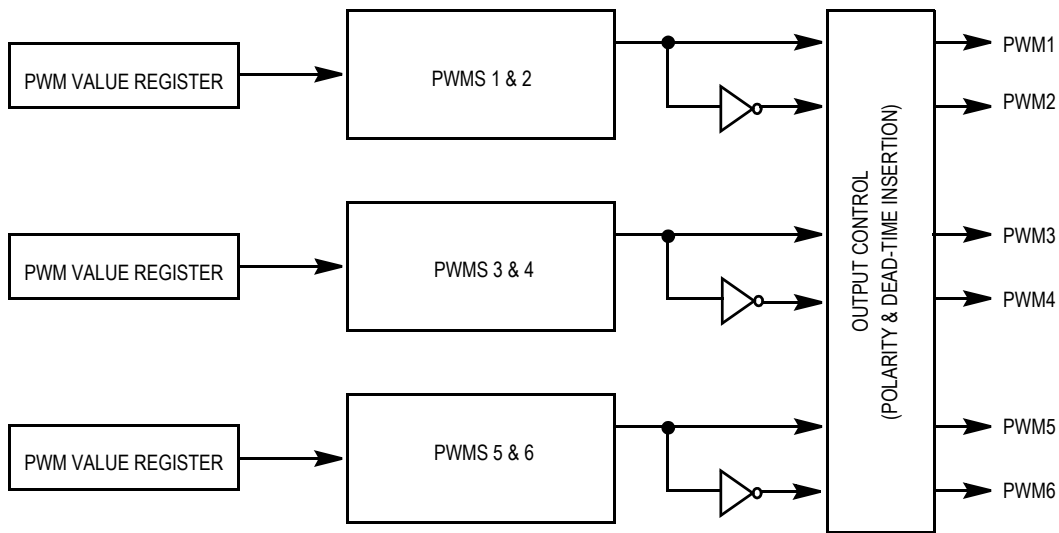 PWM VALUE REGISTER
PWMS 1 & 2
PWM1
PWM2
PWM VALUE REGISTER
PWMS 3 & 4
PWM3
PWM4
PWM VALUE REGISTER
PWMS 5 & 6
PWM5
PWM6
OUTPUT CONTROL
(POLARITY & DEAD-TIME INSERTION)